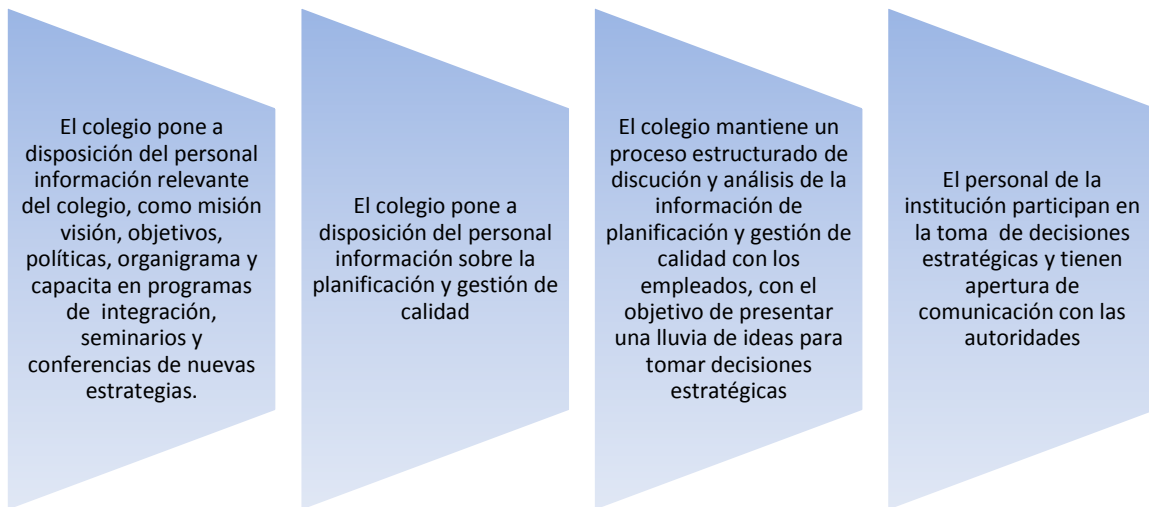 El colegio pone a
disposición del personal
información relevante
del colegio, como misión
visión, objetivos,
políticas, organigrama y
capacita en programas
de  integración,
seminarios y
conferencias de nuevas
estrategias.
El colegio pone a
disposición del personal
información sobre la
planificación y gestión de
calidad
El colegio mantiene un
proceso estructurado de
discución y análisis de la
información de
planificación y gestión de
calidad con los
empleados, con el
objetivo de presentar
una lluvia de ideas para
tomar decisiones
estratégicas
El personal de la
institución participan en
la toma  de decisiones
estratégicas y tienen
apertura de
comunicación con las
autoridades